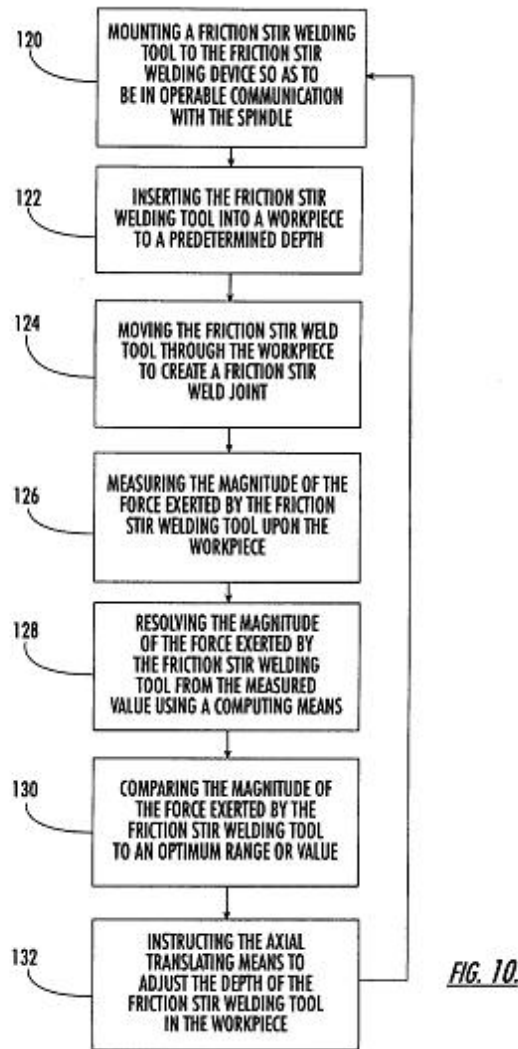 120
MOUNTING A FRICTION STIR WELDING
TOOL TO THE FRICTION STIR
WELDING DEVICE SO AS TO
BE IN OPERABLE COMMUNICATION
WITH THE SPINDLE
122
INSERTING THE FRICTION STIR
WELDING TOOL INTO A WORKPIECE
TO A PREDETERMINED DEPTH
124
MOVING THE FRICTION STIR WELD
TOOL THROUGH THE WORKPIECE
TO CREATE A FRICTION STIR
WELD JOINT
126
MEASURING THE MAGNITUDE OF THE
FORCE EXERTED BY THE FRICTION
STIR WELDING TOOL UPON THE
WORKPIECE
128
RESOLVING THE MAGNITUDE
OF THE FORCE EXERTED BY
THE FRICTION STIR WELDING
TOOL FROM THE MEASURED
VALUE USING A COMPUTING MEANS
130
COMPARING THE MAGNITUDE OF
THE FORCE EXERTED BY THE
FRICTION STIR WELDING TOOL
TO AN OPTIMUM RANGE OR VALUE
132
INSTRUCTING THE AXIAL
TRANSLATING MEANS TO
ADJUST THE DEPTH OF THE
FRICTION STIR WELDING TOOL
IN THE WORKPIECE
FIG. 10.